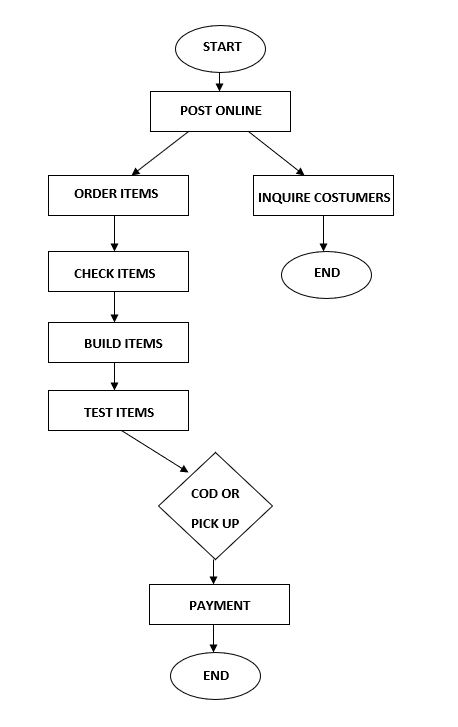 START
POST ONLINE
ORDER ITEMS
INQUIRE COSTUMERS
CHECK ITEMS
END
BUILD ITEMS
TEST ITEMS
COD OR
PICK UP
PAYMENT
END